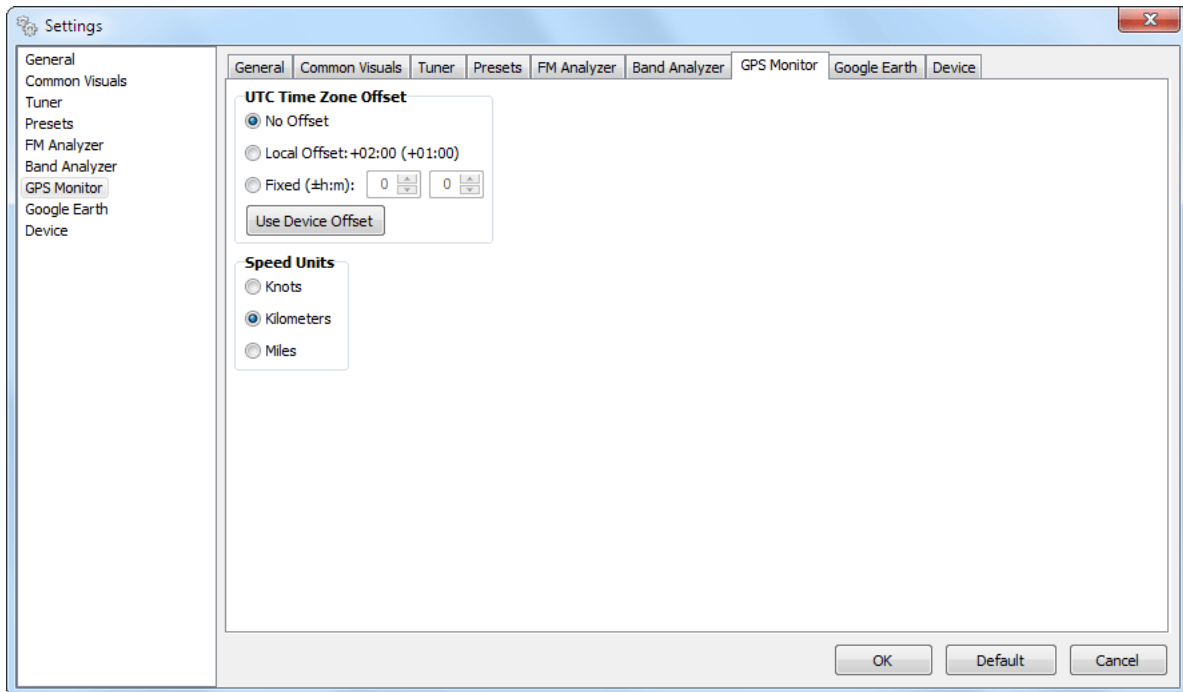 Settings
General
Common Visuals
Tuner
Presets
FM Analyzer
Band Analyzer
GPS Monitor
Google Earth
Device
General Common Visuals Tuner Presets FM Analyzer Band Analyzer GPS Monitor Google Earth Device
UTC Time Zone Offset
No Offset
Local Offset: +02:00 (+01:00)
Fixed (±h:m): 0 0
Use Device Offset
Speed Units
Knots
Kilometers
Miles
OK Default Cancel